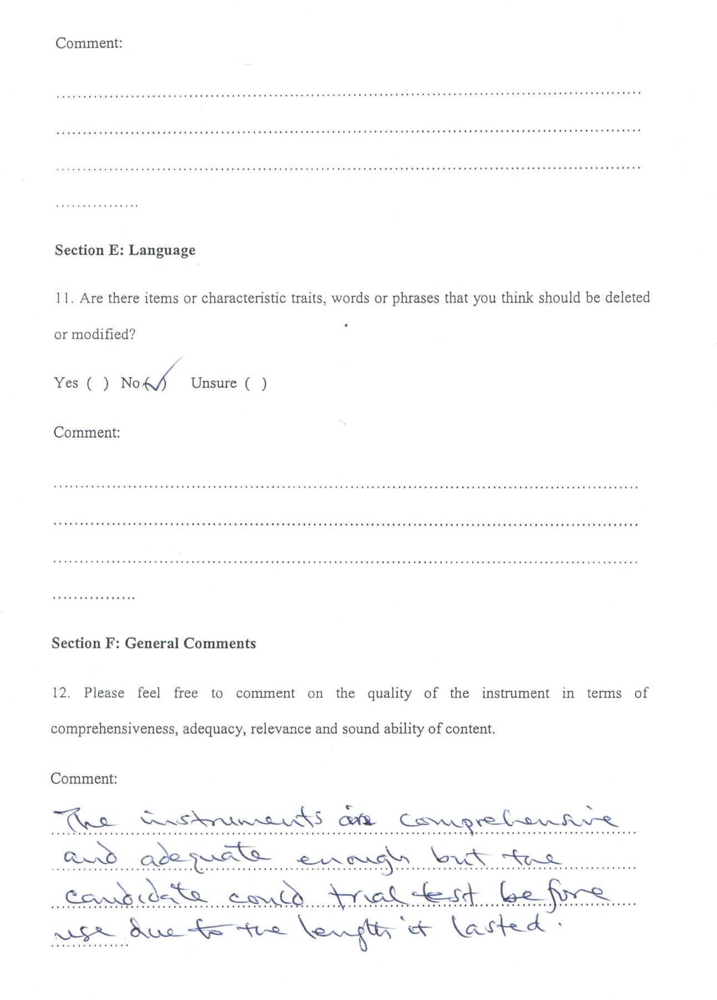 Comment:
................................................................................
................................................................................
................................................................................
................
Section E: Language
11. Are there items or characteristic traits, words or phrases that you think should be deleted
or modified?
Yes ( ) No (✓) Unsure ( )
Comment:
................................................................................
................................................................................
................................................................................
................
Section F: General Comments
12. Please feel free to comment on the quality of the instrument in terms of
comprehensiveness, adequacy, relevance and sound ability of content.
Comment:
The instruments are comprehensive
and adequate enough but the
candidate could trial test before
use due to the length it lasted.